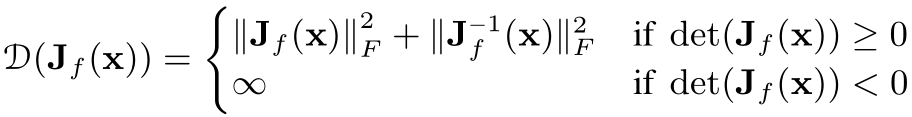 𝒟(𝐉_f(𝐱)) = { ‖𝐉_f(𝐱)‖_F^2 + ‖𝐉_f^{-1}(𝐱)‖_F^2 if det(𝐉_f(𝐱)) ≥ 0
∞ if det(𝐉_f(𝐱)) < 0